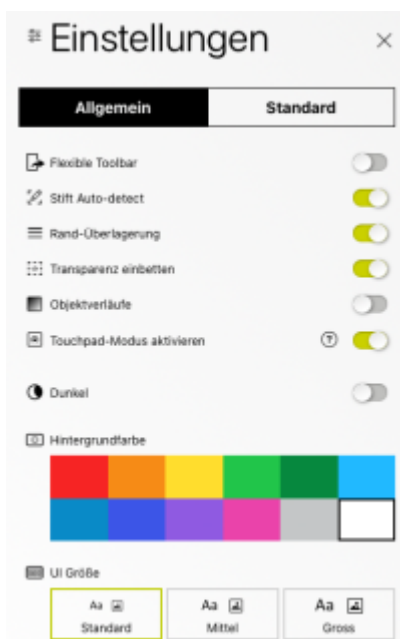 Einstellungen
Allgemein Standard
Flexible Toolbar
Stift Auto-detect
Rand-Überlagerung
Transparenz einbetten
Objektverläufe
Touchpad-Modus aktivieren ?
Dunkel
Hintergrundfarbe
UI Größe
Aa Aa Aa
Standard Mittel Gross